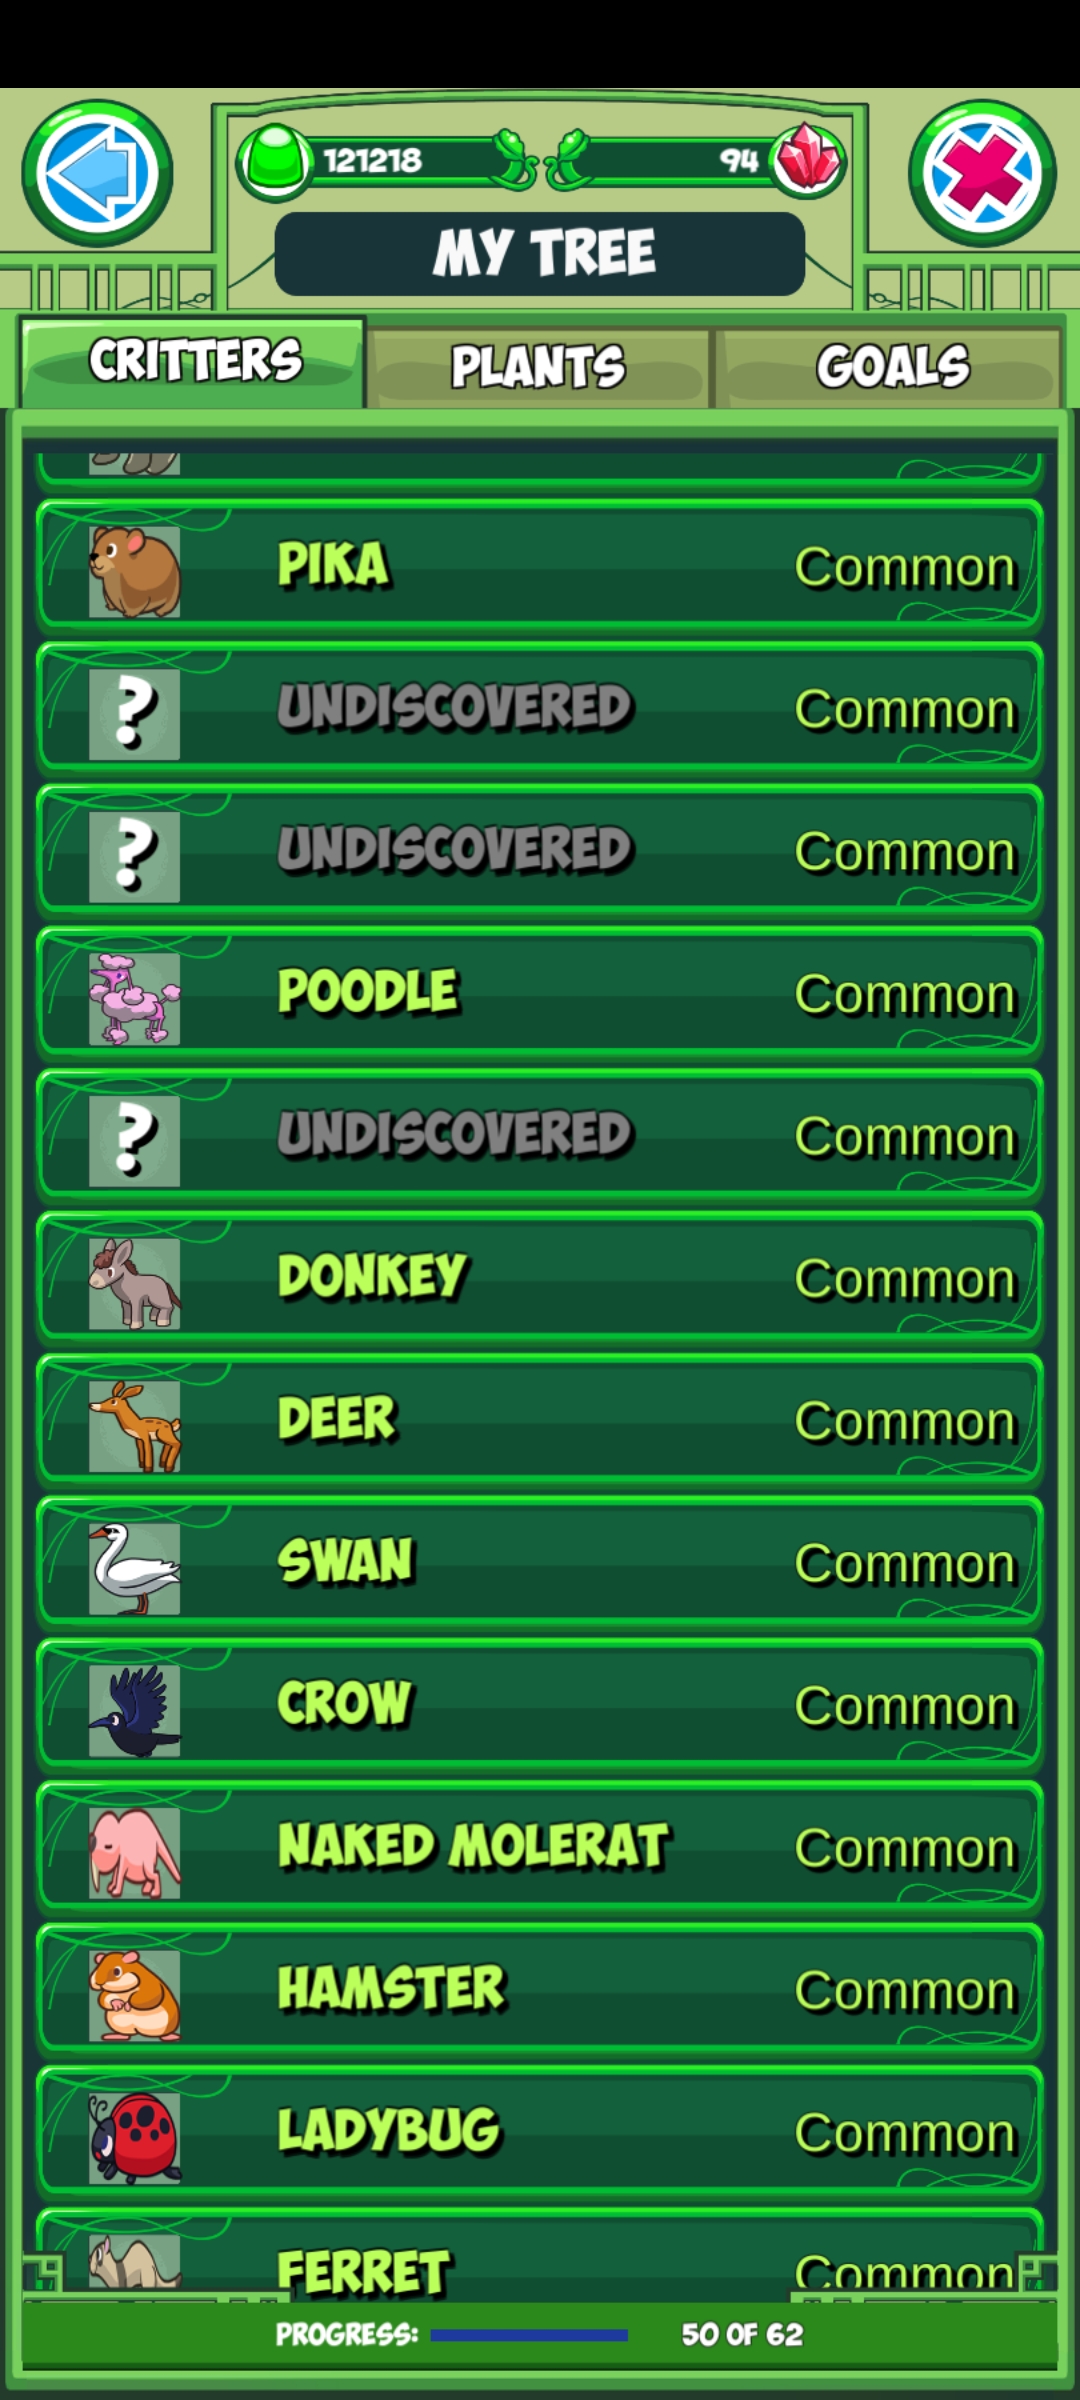 121218
94
MY TREE
CRITTERS
PLANTS
GOALS
PIKA
Common
?
UNDISCOVERED
Common
?
UNDISCOVERED
Common
POODLE
Common
?
UNDISCOVERED
Common
DONKEY
Common
DEER
Common
SWAN
Common
CROW
Common
NAKED MOLERAT
Common
HAMSTER
Common
LADYBUG
Common
FERRET
Common
PROGRESS:
50 OF 62